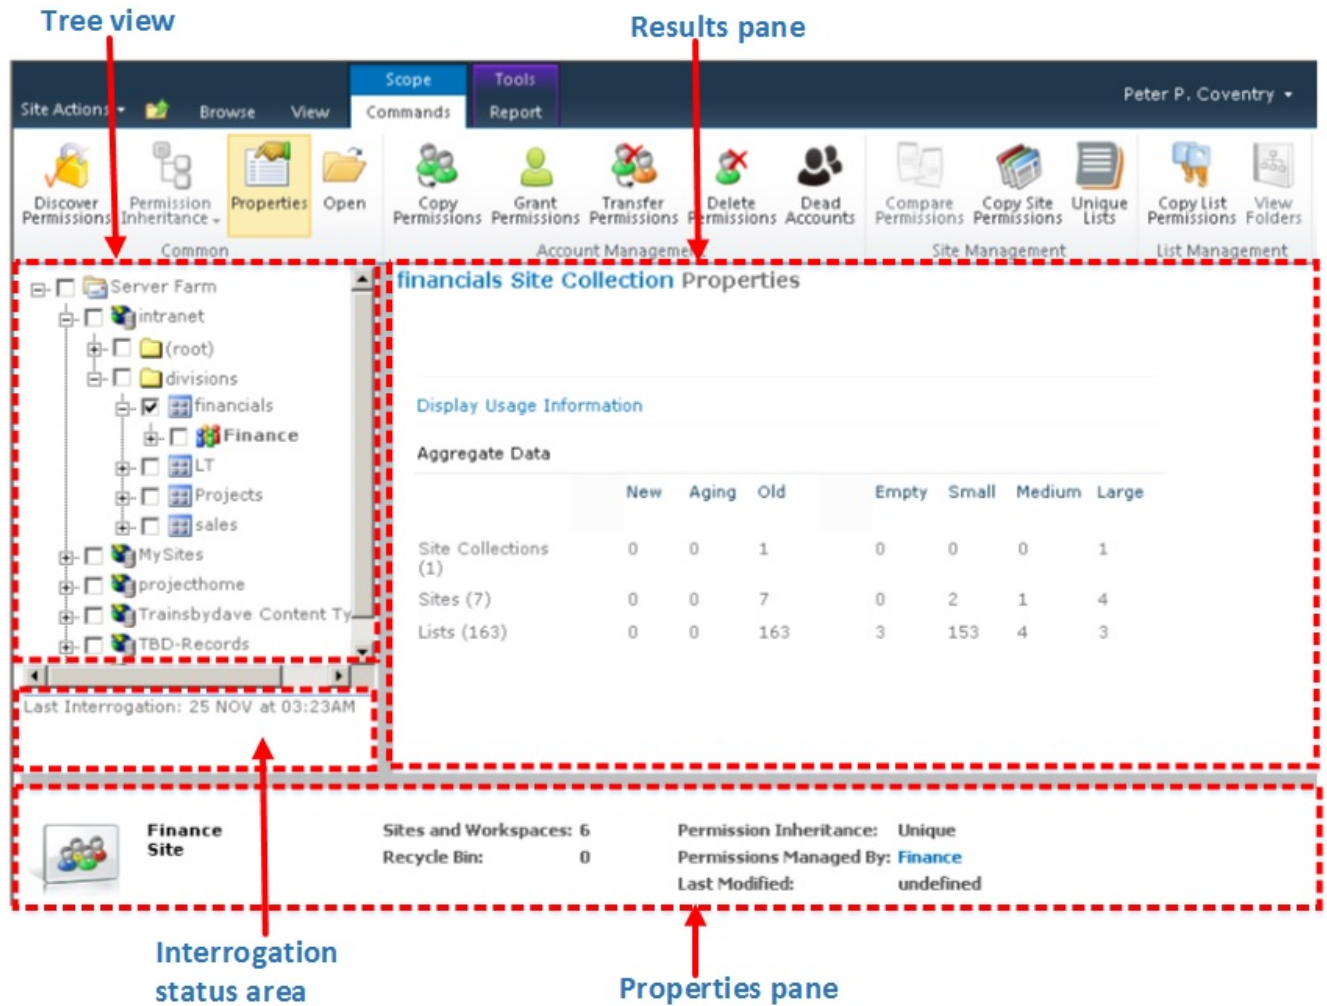 Tree view
Results pane
Scope Tools
Site Actions Browse View Commands Report Peter P. Coventry
Discover Permissions
Permission Inheritance
Properties
Open
Copy Permissions
Grant Permissions
Transfer Permissions
Delete Permissions
Dead Accounts
Compare Permissions
Copy Site Permissions
Unique Lists
Copy List Permissions
View Folders
Common Account Management Site Management List Management
Server Farm
intranet
(root)
divisions
financials
Finance
LT
Projects
sales
MySites
projecthome
Trainsbydave Content Ty
TBD-Records
Last Interrogation: 25 NOV at 03:23AM
financials Site Collection Properties
Display Usage Information
Aggregate Data
New Aging Old Empty Small Medium Large
Site Collections (1) 0 0 1 0 0 0 1
Sites (7) 0 0 7 0 2 1 4
Lists (163) 0 0 163 3 153 4 3
Finance
Site
Sites and Workspaces: 6
Recycle Bin: 0
Permission Inheritance: Unique
Permissions Managed By: Finance
Last Modified: undefined
Interrogation
status area
Properties pane